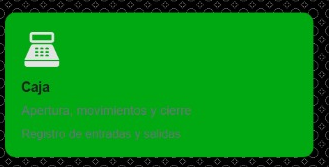 Caja
Apertura, movimientos y cierre
Registro de entradas y salidas